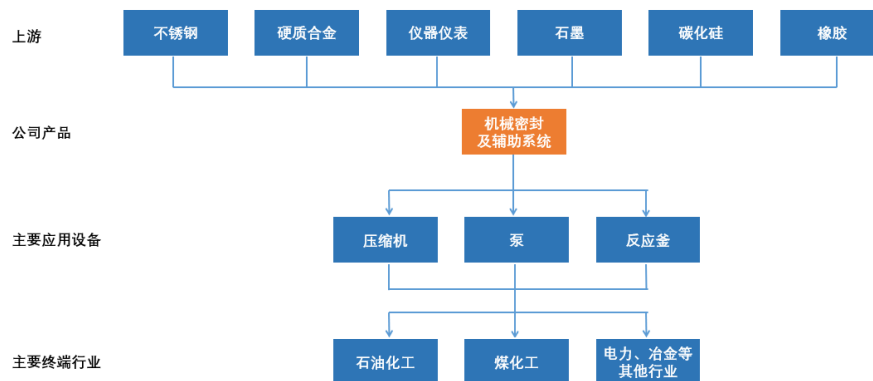 上游
不锈钢
硬质合金
仪器仪表
石墨
碳化硅
橡胶
公司产品
机械密封
及辅助系统
主要应用设备
压缩机
泵
反应釜
主要终端行业
石油化工
煤化工
电力、冶金等
其他行业